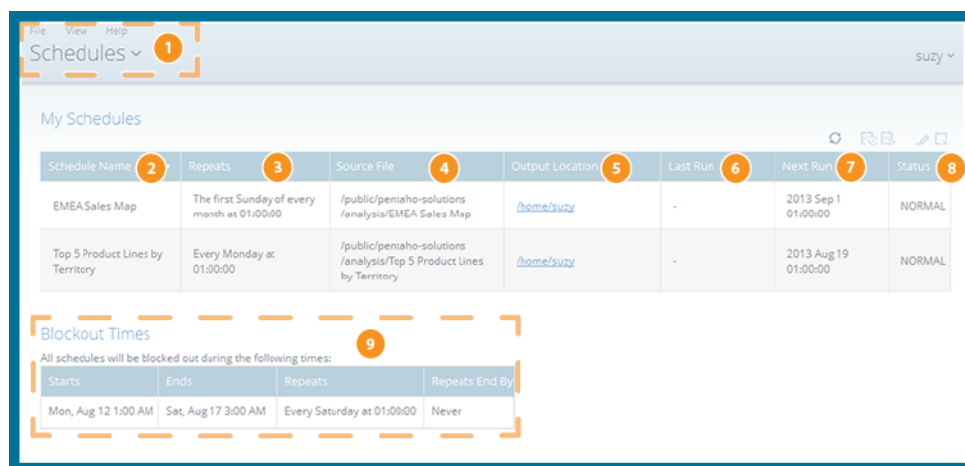 File View Help
Schedules 1
suzy
My Schedules
Schedule Name 2 Repeats 3 Source File 4 Output Location 5 Last Run 6 Next Run 7 Status 8
EMEA Sales Map
The first Sunday of every
month at 01:00:00
/public/pentaho-solutions
/analysis/EMEA Sales Map
/home/suzy
-
2013 Sep 1
01:00:00
NORMAL
Top 5 Product Lines by
Territory
Every Monday at
01:00:00
/public/pentaho-solutions
/analysis/Top 5 Product Lines
by Territory
/home/suzy
-
2013 Aug 19
01:00:00
NORMAL
Blockout Times
9
All schedules will be blocked out during the following times:
Starts Ends Repeats Repeats End By
Mon, Aug 12 1:00 AM Sat, Aug 17 3:00 AM Every Saturday at 01:00:00 Never